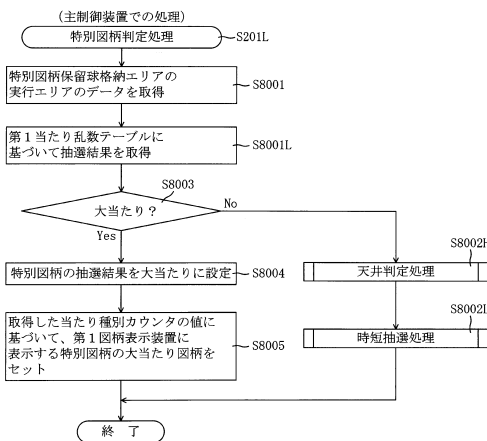 (主制御装置での処理)
特別図柄判定処理
S201L
特別図柄保留球格納エリアの
実行エリアのデータを取得
S8001
第1当たり乱数テーブルに
基づいて抽選結果を取得
S8001L
S8003
大当たり?
No
Yes
S8002H
天井判定処理
特別図柄の抽選結果を大当たりに設定
S8004
S8002L
時短抽選処理
取得した当たり種別カウンタの値に
基づいて、第1図柄表示装置に
表示する特別図柄の大当たり図柄を
セット
S8005
終 了